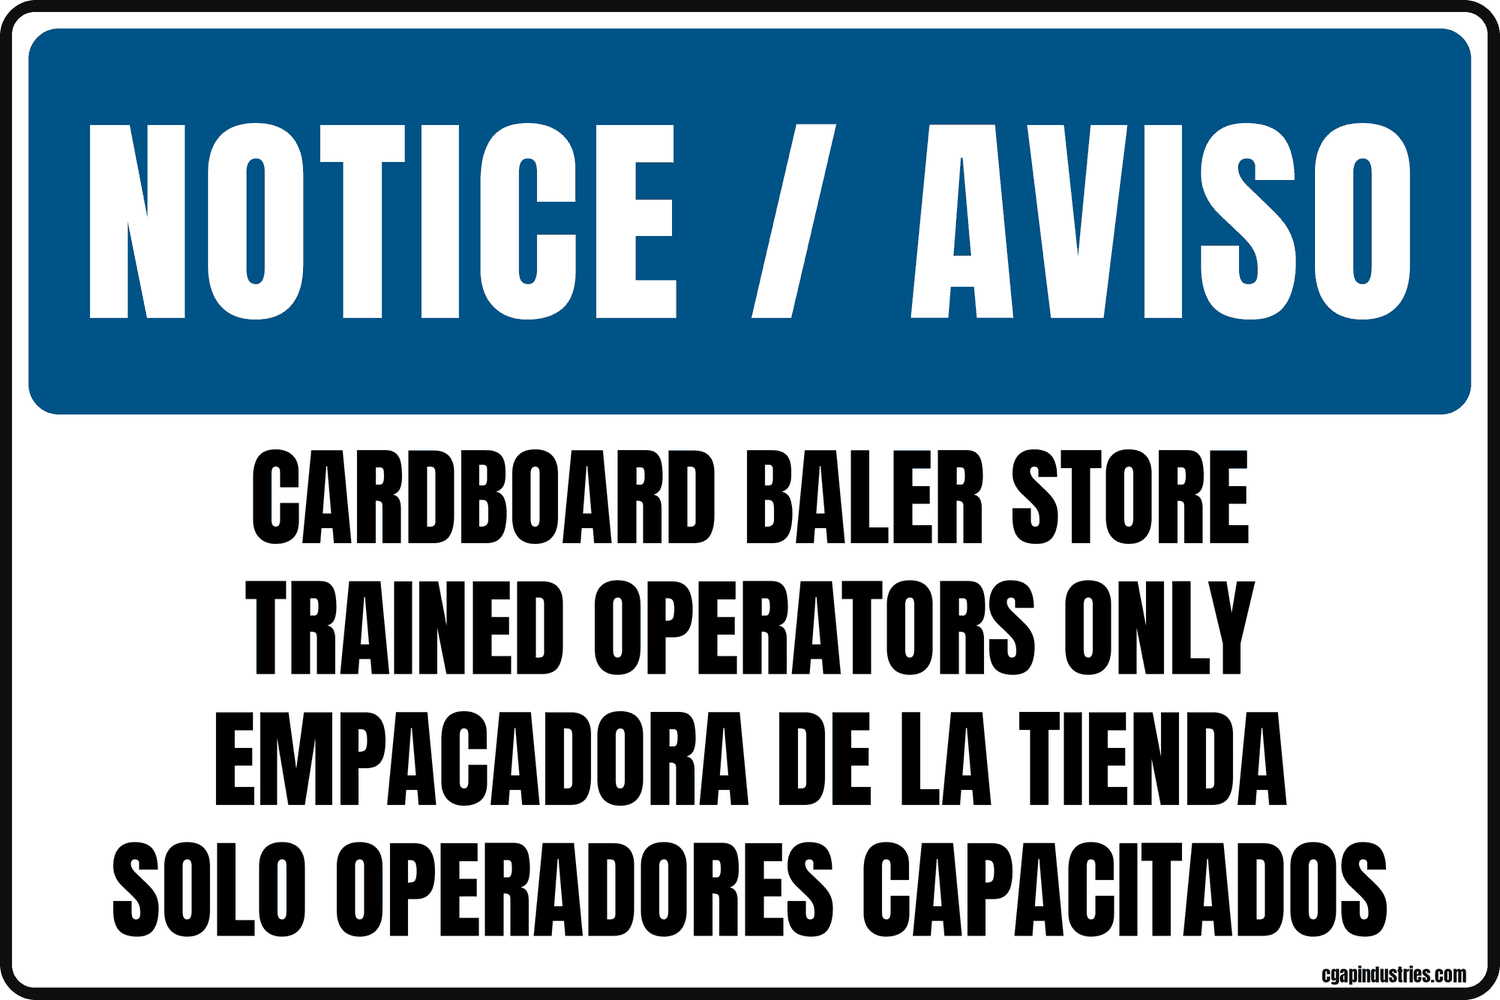 NOTICE / AVISO
CARDBOARD BALER STORE
TRAINED OPERATORS ONLY
EMPACADORA DE LA TIENDA
SOLO OPERADORES CAPACITADOS
cgapindustries.com